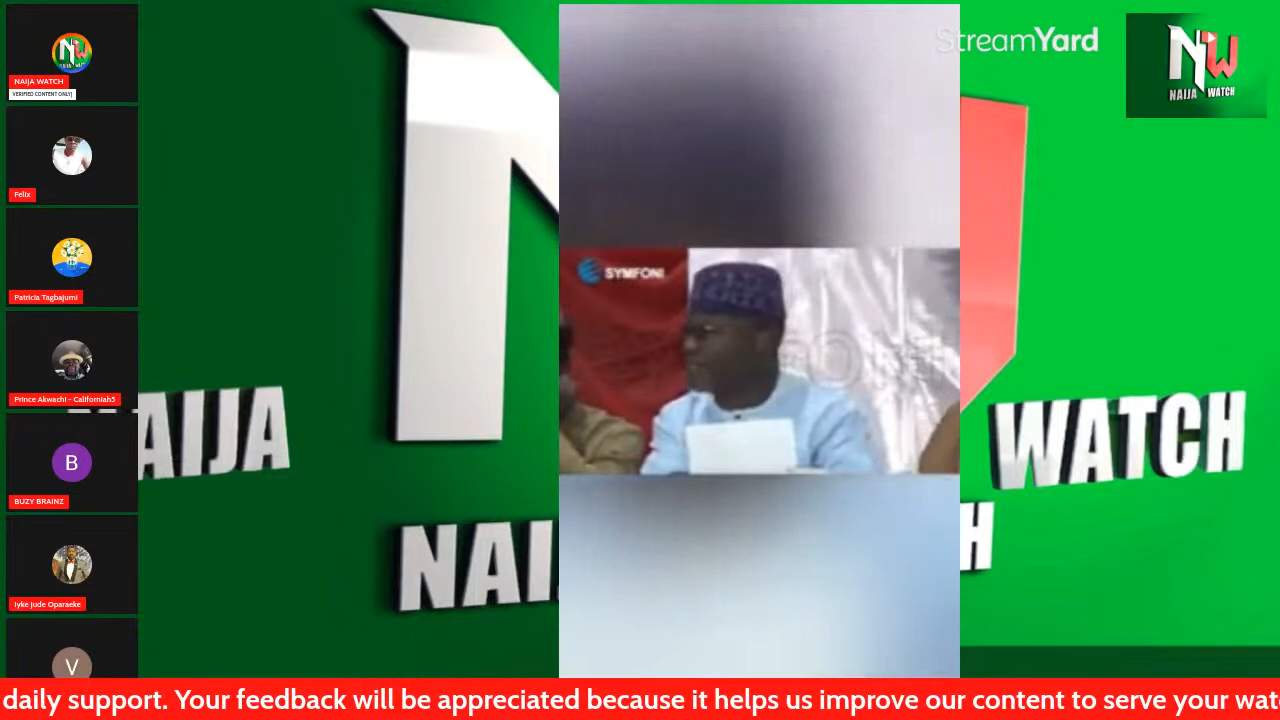 NAIJA WATCH
VERIFIED CONTENT ONLY|
Felix
Patricia Tagbajumi
Prince Akwachi - Californiah5
B
BUZY BRAINZ
Iyke Jude Oparaeke
V
StreamYard
NW
NAIJA WATCH
SYMFONI
NAIJA
WATCH
NAI
H
daily support. Your feedback will be appreciated because it helps us improve our content to serve your wat